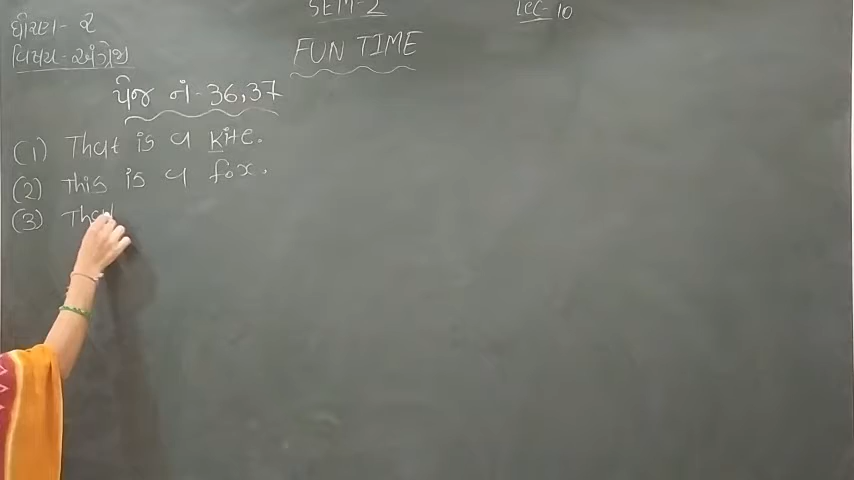 ધોરણ - ૨
SEM-2
Lec-10
વિષય - અંગ્રેજી
FUN TIME
પેજ નં - 36,37
(1) That is a kite.
(2) This is a fox.
(3) That